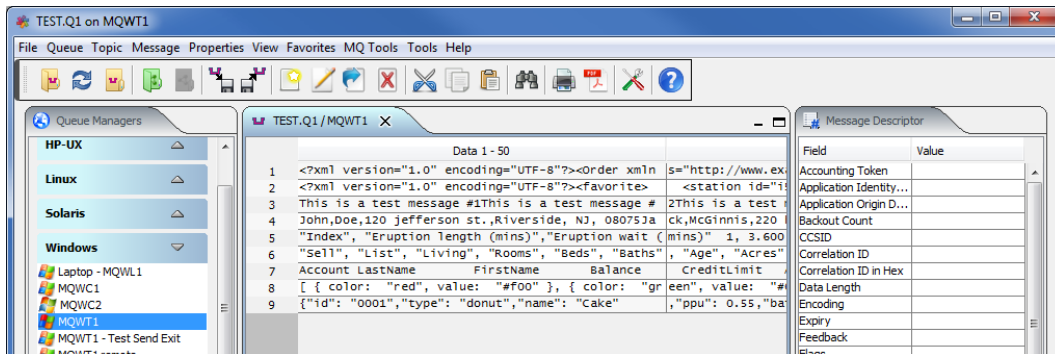 TEST.Q1 on MQWT1
File Queue Topic Message Properties View Favorites MQ Tools Tools Help
PDF
Queue Managers
HP-UX
Linux
Solaris
Windows
Laptop - MQWL1
MQWC1
MQWC2
MQWT1
MQWT1 - Test Send Exit
MQWT1 remote
TEST.Q1 / MQWT1
Data 1 - 50
1 <?xml version="1.0" encoding="UTF-8"?><Order xmln s="http://www.ex
2 <?xml version="1.0" encoding="UTF-8"?><favorite> <station id="i
3 This is a test message #1This is a test message # 2This is a test
4 John,Doe,120 jefferson st.,Riverside, NJ, 08075Ja ck,McGinnis,220
5 "Index", "Eruption length (mins)","Eruption wait ( mins)" 1, 3.600
6 "Sell", "List", "Living", "Rooms", "Beds", "Baths" , "Age", "Acres"
7 Account LastName FirstName Balance CreditLimit
8 [ { color: "red", value: "#f00" }, { color: "gr een", value: "#
9 {"id": "0001","type": "donut","name": "Cake" ,"ppu": 0.55,"ba
Message Descriptor
Field Value
Accounting Token
Application Identity...
Application Origin D...
Backout Count
CCSID
Correlation ID
Correlation ID in Hex
Data Length
Encoding
Expiry
Feedback
Flags